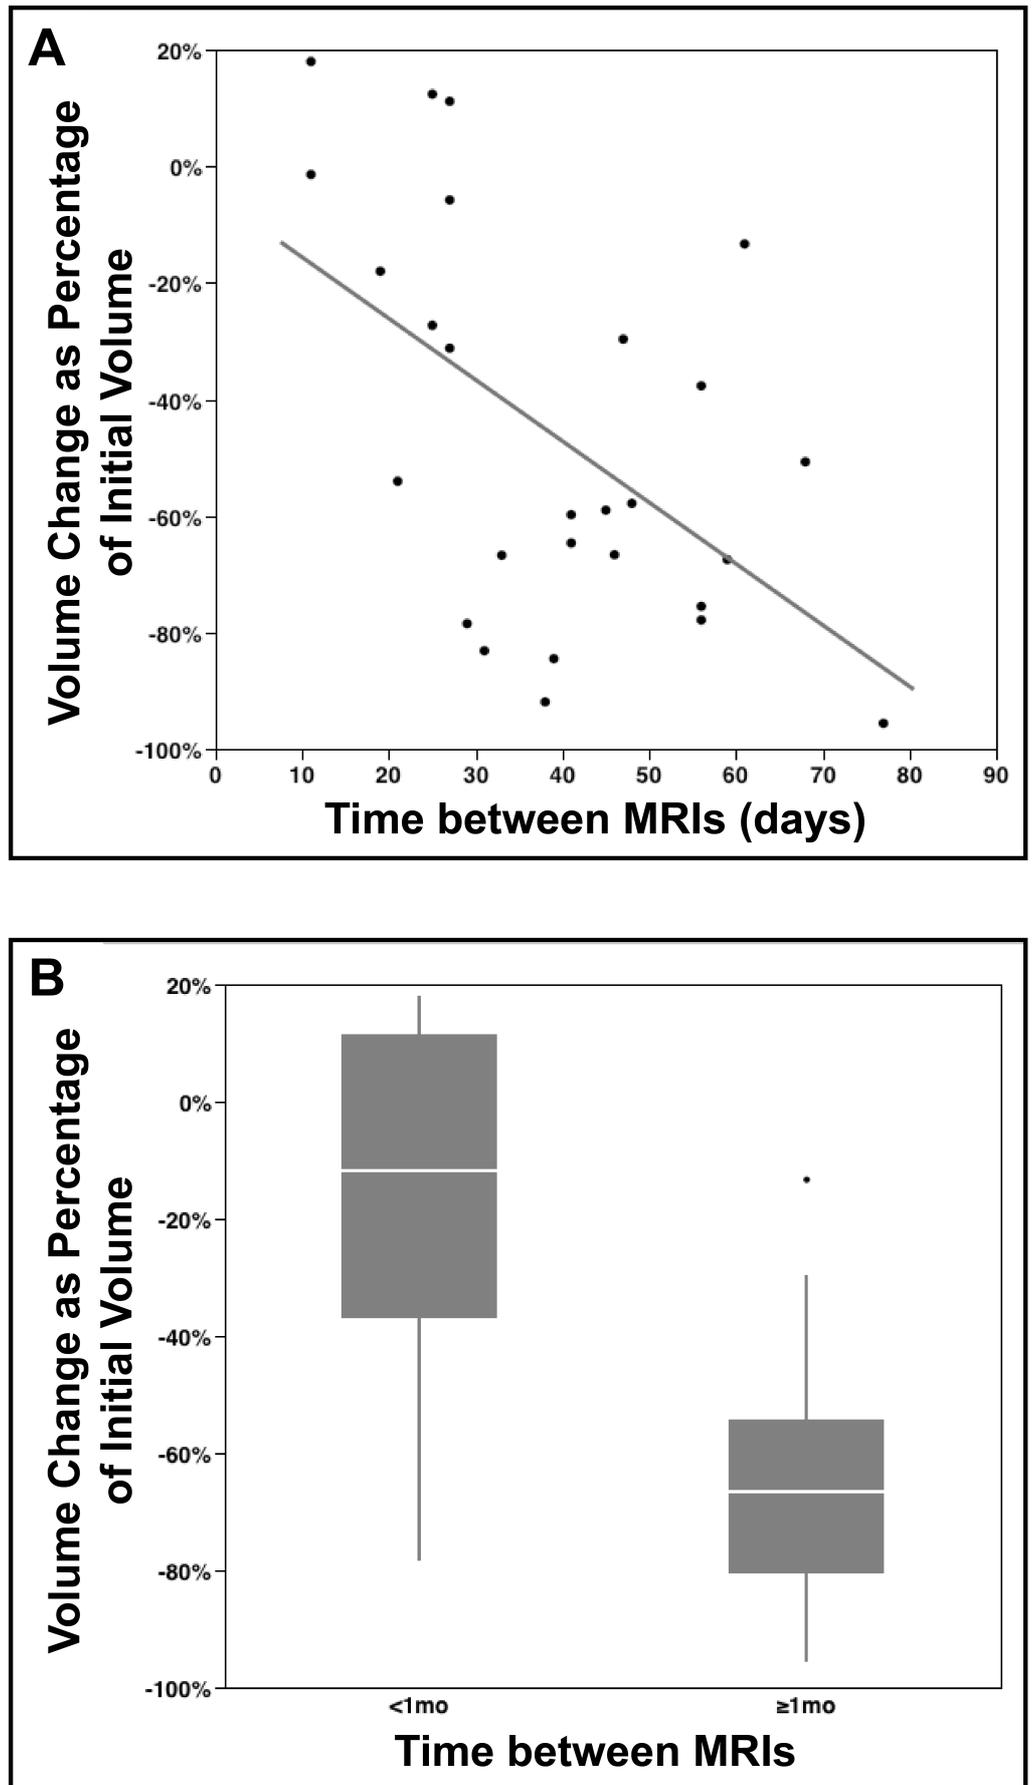 A
Volume Change as Percentage
of Initial Volume
20%
0%
-20%
-40%
-60%
-80%
-100%
0 10 20 30 40 50 60 70 80 90
Time between MRIs (days)
B
Volume Change as Percentage
of Initial Volume
20%
0%
-20%
-40%
-60%
-80%
-100%
<1mo ≥1mo
Time between MRIs